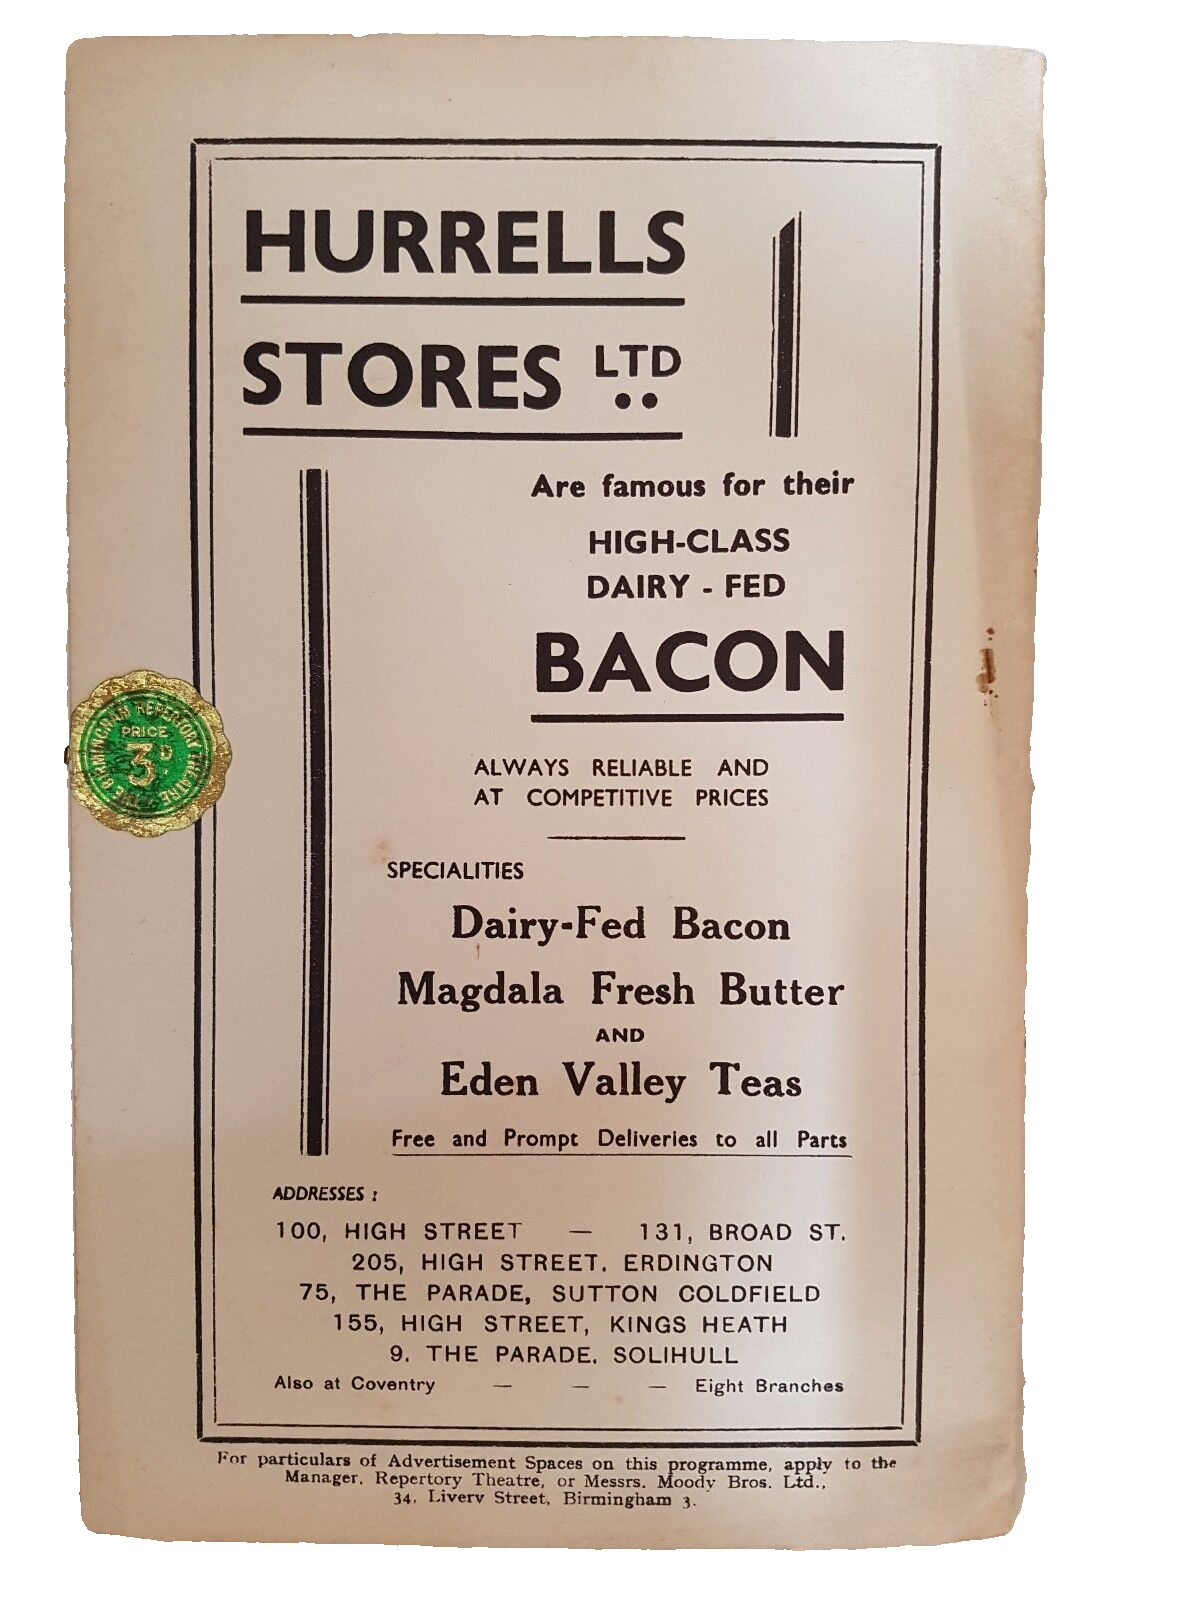 HURRELLS
STORES LTD
Are famous for their
HIGH-CLASS
DAIRY - FED
BACON
ALWAYS RELIABLE AND
AT COMPETITIVE PRICES
SPECIALITIES
Dairy-Fed Bacon
Magdala Fresh Butter
AND
Eden Valley Teas
Free and Prompt Deliveries to all Parts
ADDRESSES :
100, HIGH STREET — 131, BROAD ST.
205, HIGH STREET. ERDINGTON
75, THE PARADE, SUTTON COLDFIELD
155, HIGH STREET, KINGS HEATH
9. THE PARADE. SOLIHULL
Also at Coventry — — — Eight Branches
For particulars of Advertisement Spaces on this programme, apply to the
Manager. Repertory Theatre, or Messrs. Moody Bros. Ltd.,
34. Livery Street, Birmingham 3.
THE BIRMINGHAM REPERTORY THEATRE
PRICE
3D